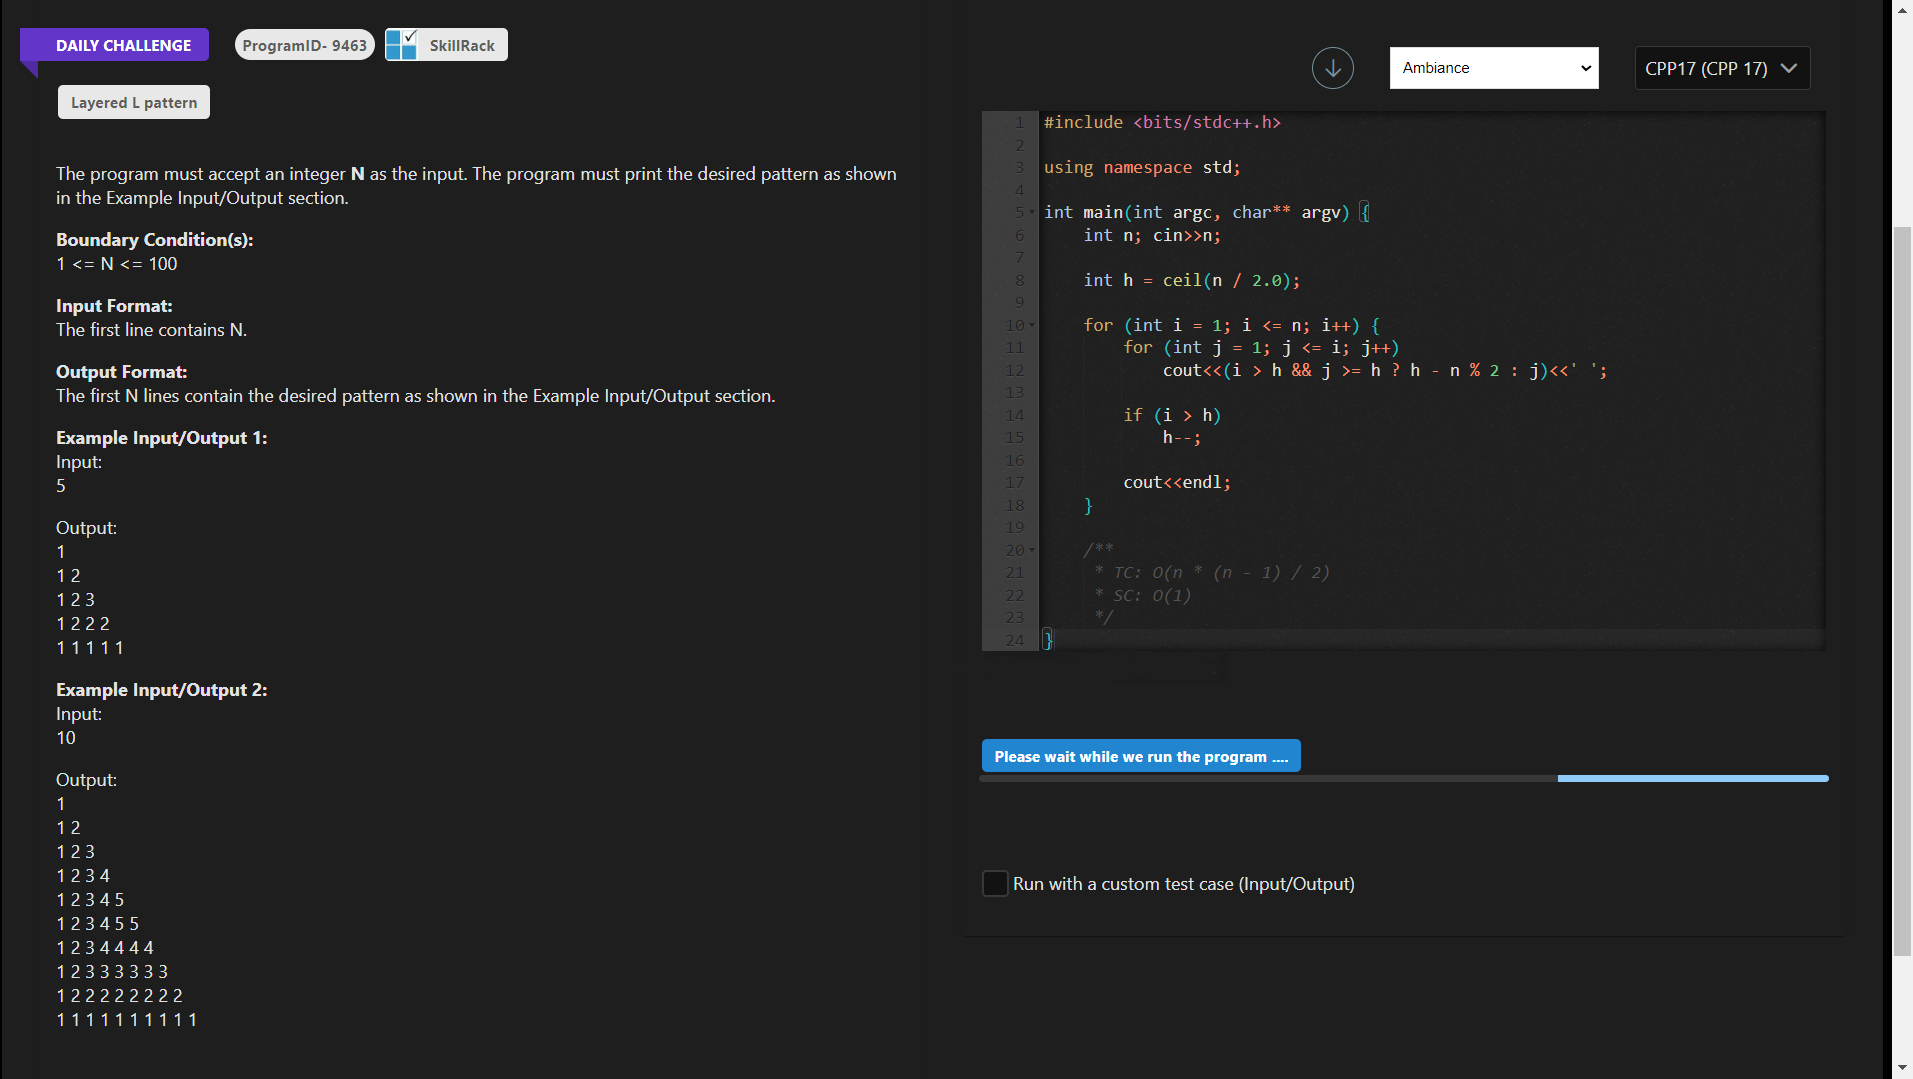 DAILY CHALLENGE
ProgramID- 9463
SkillRack
Layered L pattern
The program must accept an integer N as the input. The program must print the desired pattern as shown
in the Example Input/Output section.
Boundary Condition(s):
1 <= N <= 100
Input Format:
The first line contains N.
Output Format:
The first N lines contain the desired pattern as shown in the Example Input/Output section.
Example Input/Output 1:
Input:
5
Output:
1
1 2
1 2 3
1 2 2 2
1 1 1 1 1
Example Input/Output 2:
Input:
10
Output:
1
1 2
1 2 3
1 2 3 4
1 2 3 4 5
1 2 3 4 5 5
1 2 3 4 4 4 4
1 2 3 3 3 3 3 3
1 2 2 2 2 2 2 2 2
1 1 1 1 1 1 1 1 1 1
Ambiance
CPP17 (CPP 17)
1 #include <bits/stdc++.h>
2
3 using namespace std;
4
5 int main(int argc, char** argv) {
6     int n; cin>>n;
7
8     int h = ceil(n / 2.0);
9
10     for (int i = 1; i <= n; i++) {
11         for (int j = 1; j <= i; j++)
12             cout<<(i > h && j >= h ? h - n % 2 : j)<<' ';
13
14         if (i > h)
15             h--;
16
17         cout<<endl;
18     }
19
20     /**
21      * TC: O(n * (n - 1) / 2)
22      * SC: O(1)
23      */
24 }
Please wait while we run the program ....
Run with a custom test case (Input/Output)